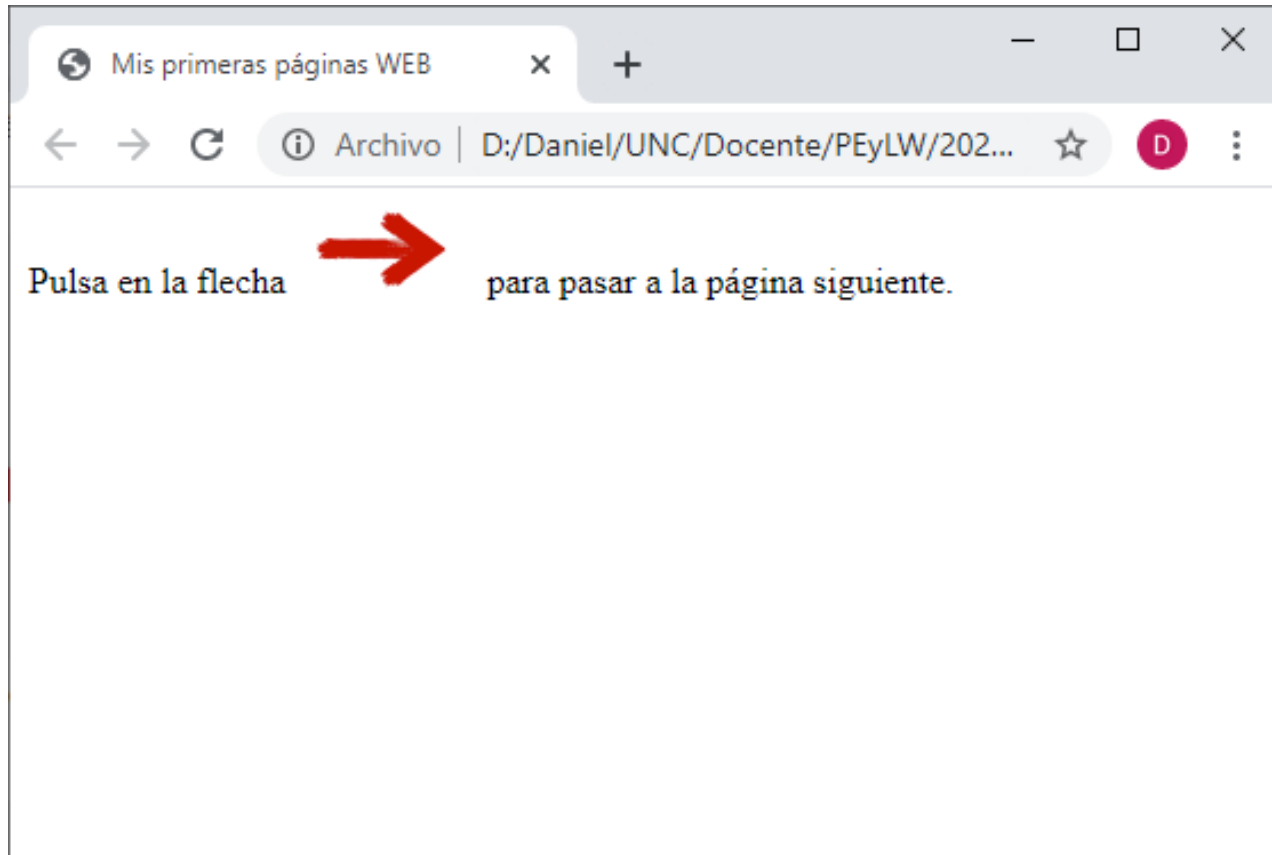 Mis primeras páginas WEB
Archivo D:/Daniel/UNC/Docente/PEyLW/202... D
Pulsa en la flecha para pasar a la página siguiente.